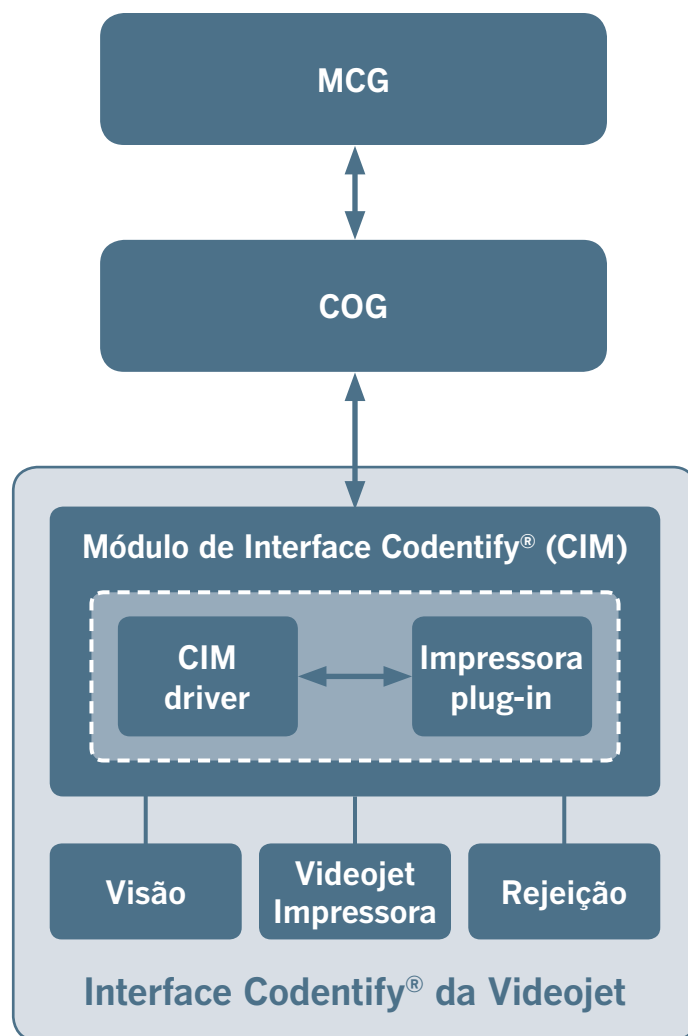 MCG
COG
Módulo de Interface Codentify® (CIM)
CIM
driver
Impressora
plug-in
Visão
Videojet
Impressora
Rejeição
Interface Codentify® da Videojet